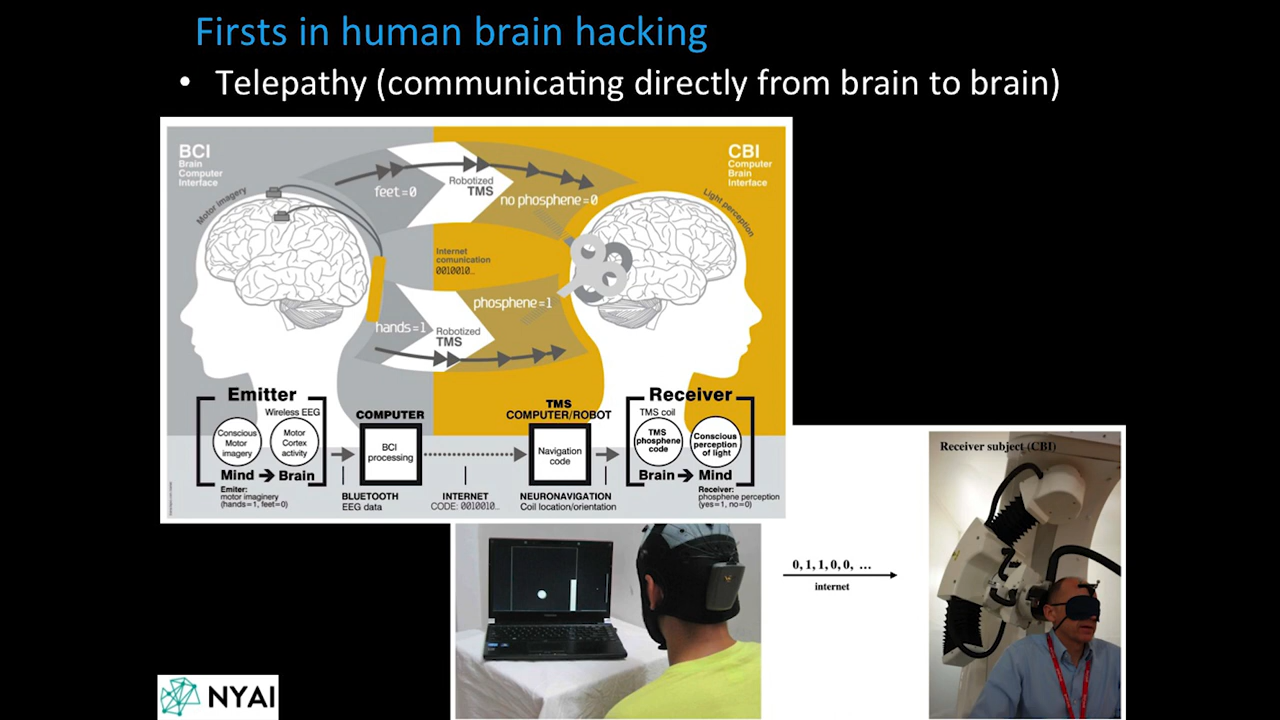 Firsts in human brain hacking
• Telepathy (communicating directly from brain to brain)
BCI
Brain
Computer
Interface
CBI
Computer
Brain
Interface
Motor imagery
feet=0
Robotized
TMS
no phosphene=0
Light perception
Internet
comunication
0010010...
phosphene=1
hands=1
Robotized
TMS
Emitter
Wireless EEG
Conscious
Motor
imagery
Motor
Cortex
activity
Mind → Brain
Emiter:
motor imaginery
(hands=1, feet=0)
COMPUTER
BCI
processing
BLUETOOTH
EEG data
INTERNET
CODE: 0010010...
TMS
COMPUTER/ROBOT
Navigation
code
NEURONAVIGATION
Coil location/orientation
Receiver
TMS coil
TMS
phosphene
code
Conscious
perception
of light
Brain → Mind
Receiver:
phosphene perception
(yes=1, no=0)
Receiver subject (CBI)
0, 1, 1, 0, 0, ...
internet
NYAI